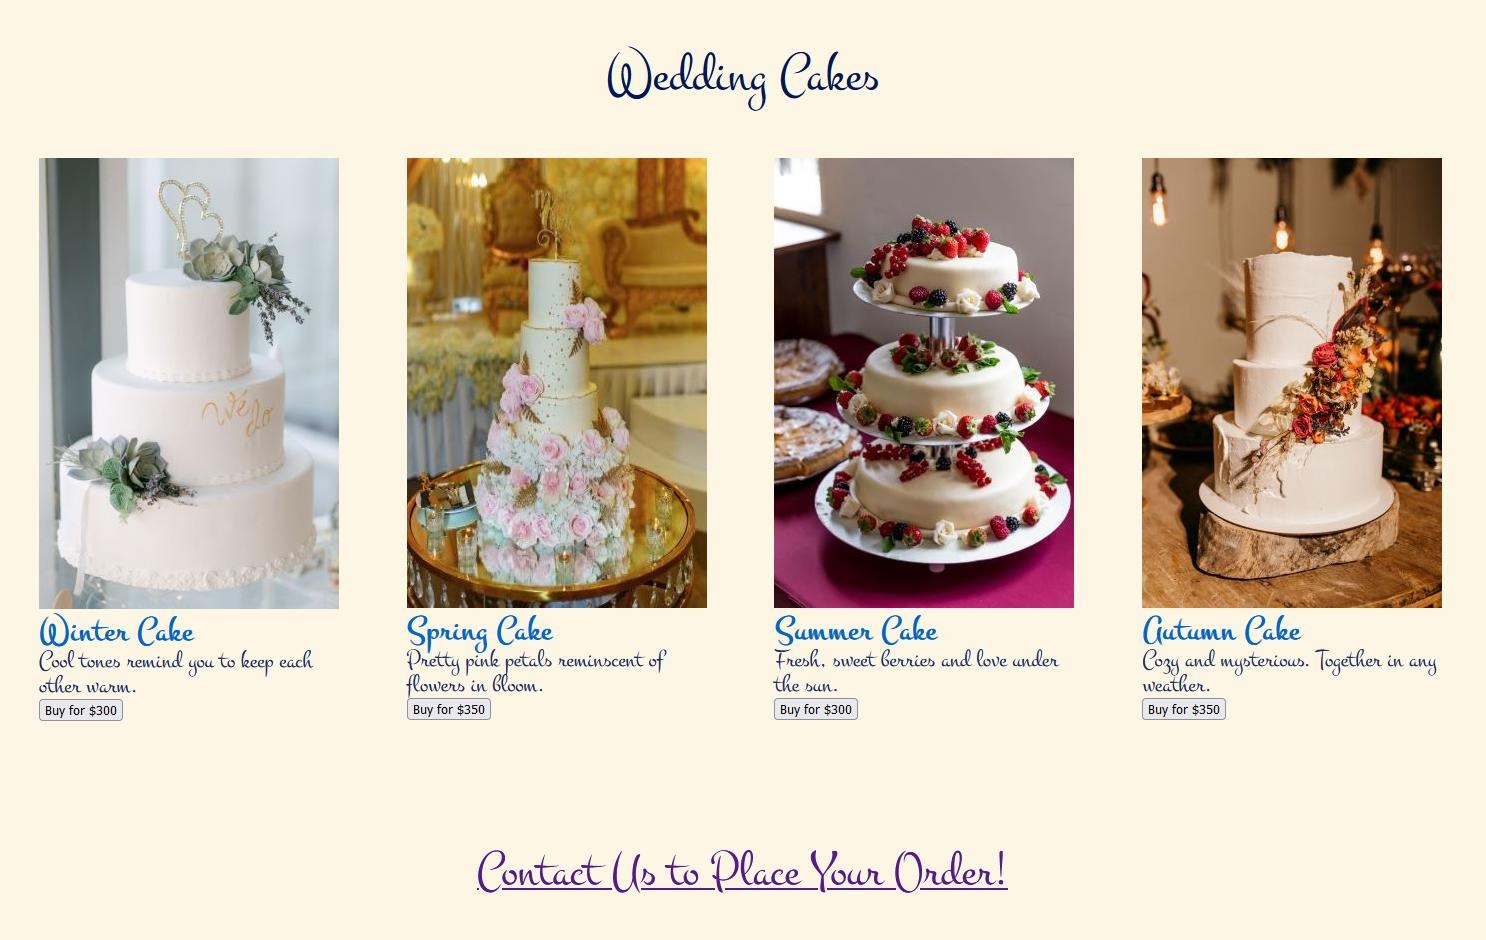 Wedding Cakes
We do
Winter Cake
Cool tones remind you to keep each
other warm.
Buy for $300
Spring Cake
Pretty pink petals reminscent of
flowers in bloom.
Buy for $350
Summer Cake
Fresh, sweet berries and love under
the sun.
Buy for $300
Autumn Cake
Cozy and mysterious. Together in any
weather.
Buy for $350
Contact Us to Place Your Order!